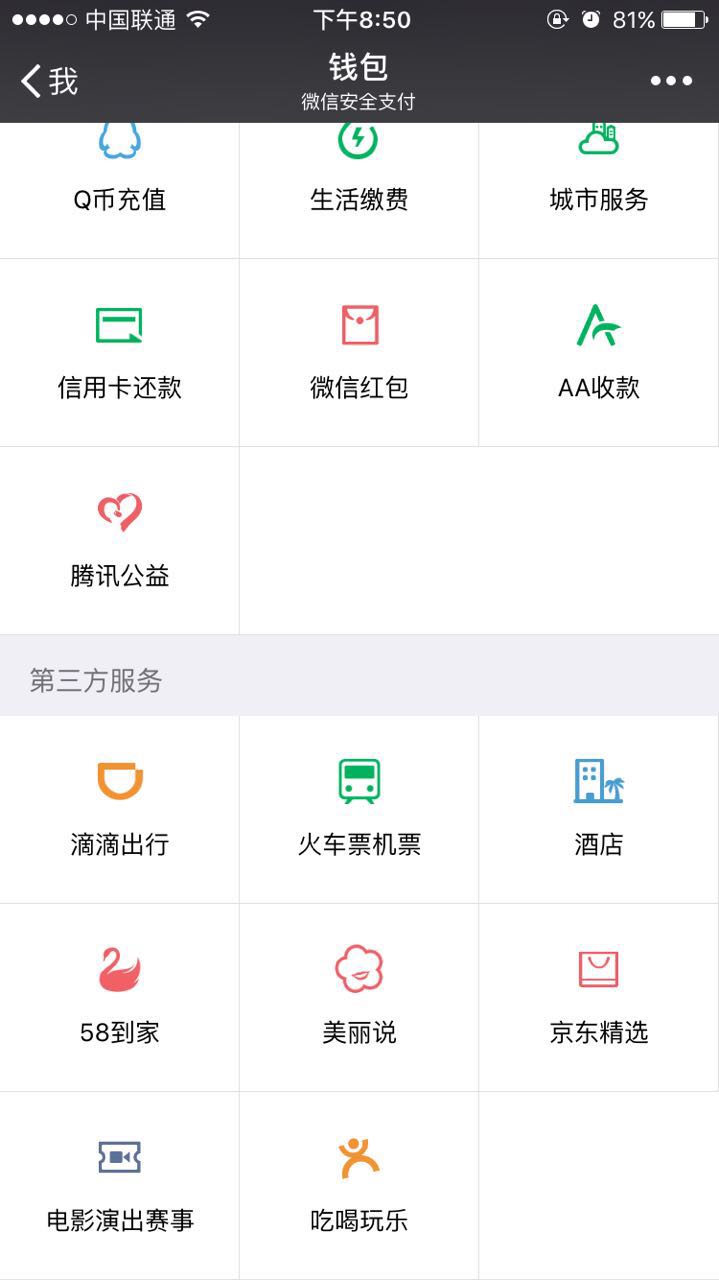 中国联通 下午8:50 81%
我 钱包
微信安全支付
Q币充值 生活缴费 城市服务
信用卡还款 微信红包 AA收款
腾讯公益
第三方服务
滴滴出行 火车票机票 酒店
58到家 美丽说 京东精选
电影演出赛事 吃喝玩乐